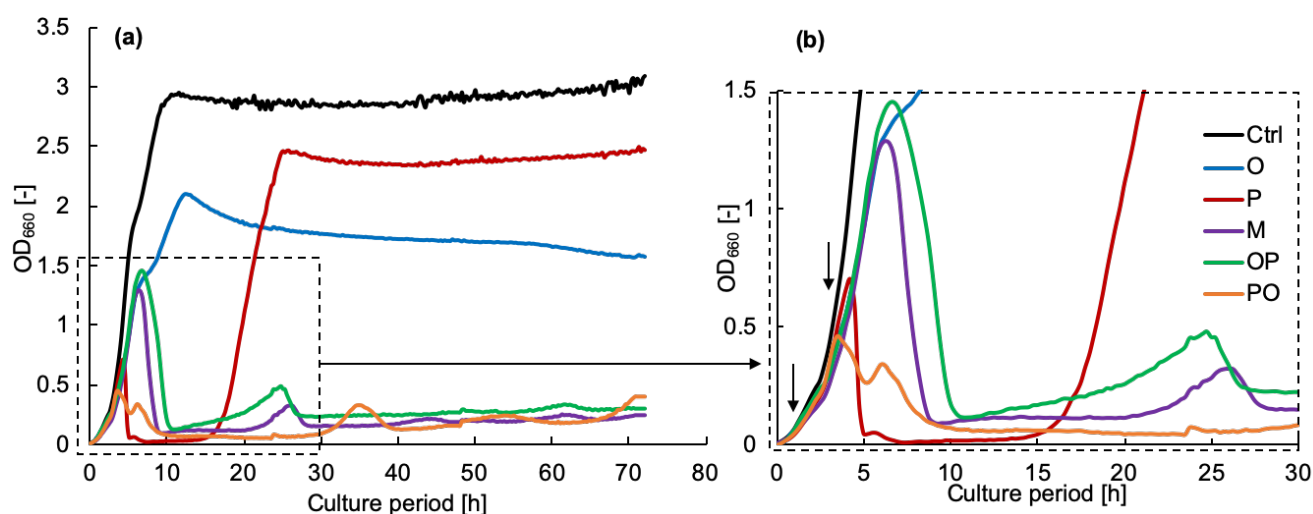 (a)
(b)
OD660 [-]
3.5
3
2.5
2
1.5
1
0.5
0
0 10 20 30 40 50 60 70 80
Culture period [h]
OD660 [-]
1.5
1
0.5
0
0 5 10 15 20 25 30
Culture period [h]
Ctrl
O
P
M
OP
PO